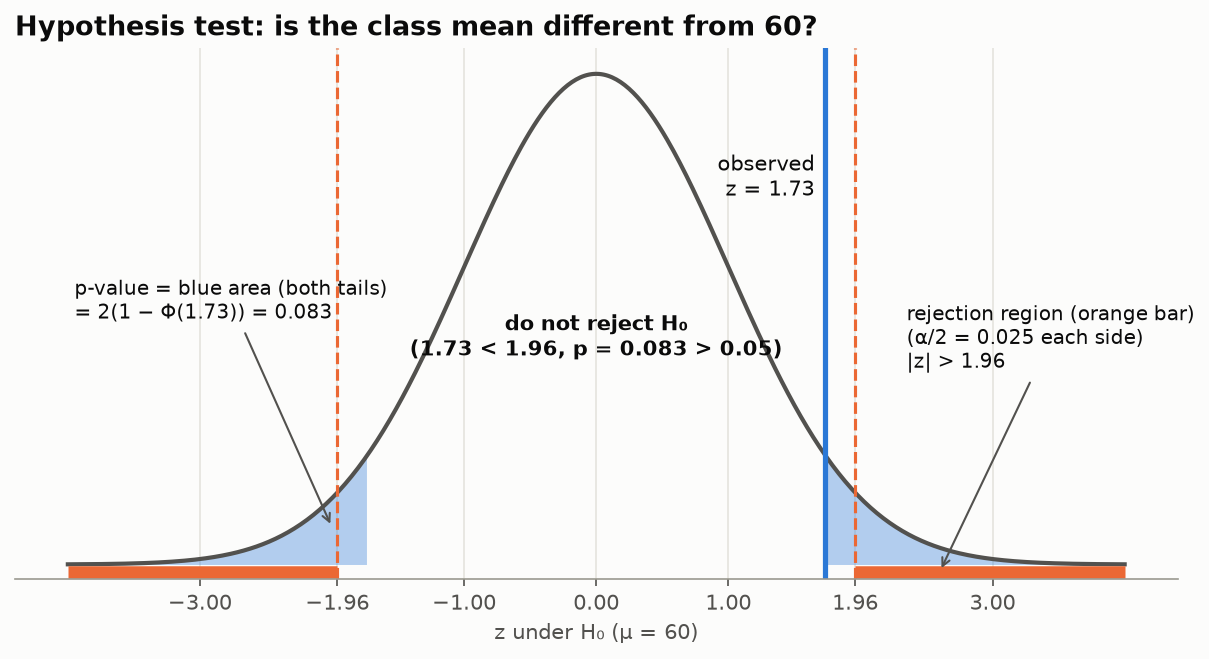 Hypothesis test: is the class mean different from 60?
observed
z = 1.73
p-value = blue area (both tails)
= 2(1 − Φ(1.73)) = 0.083
do not reject H₀
(1.73 < 1.96, p = 0.083 > 0.05)
rejection region (orange bar)
(α/2 = 0.025 each side)
|z| > 1.96
−3.00
−1.96
−1.00
0.00
1.00
1.96
3.00
z under H₀ (μ = 60)